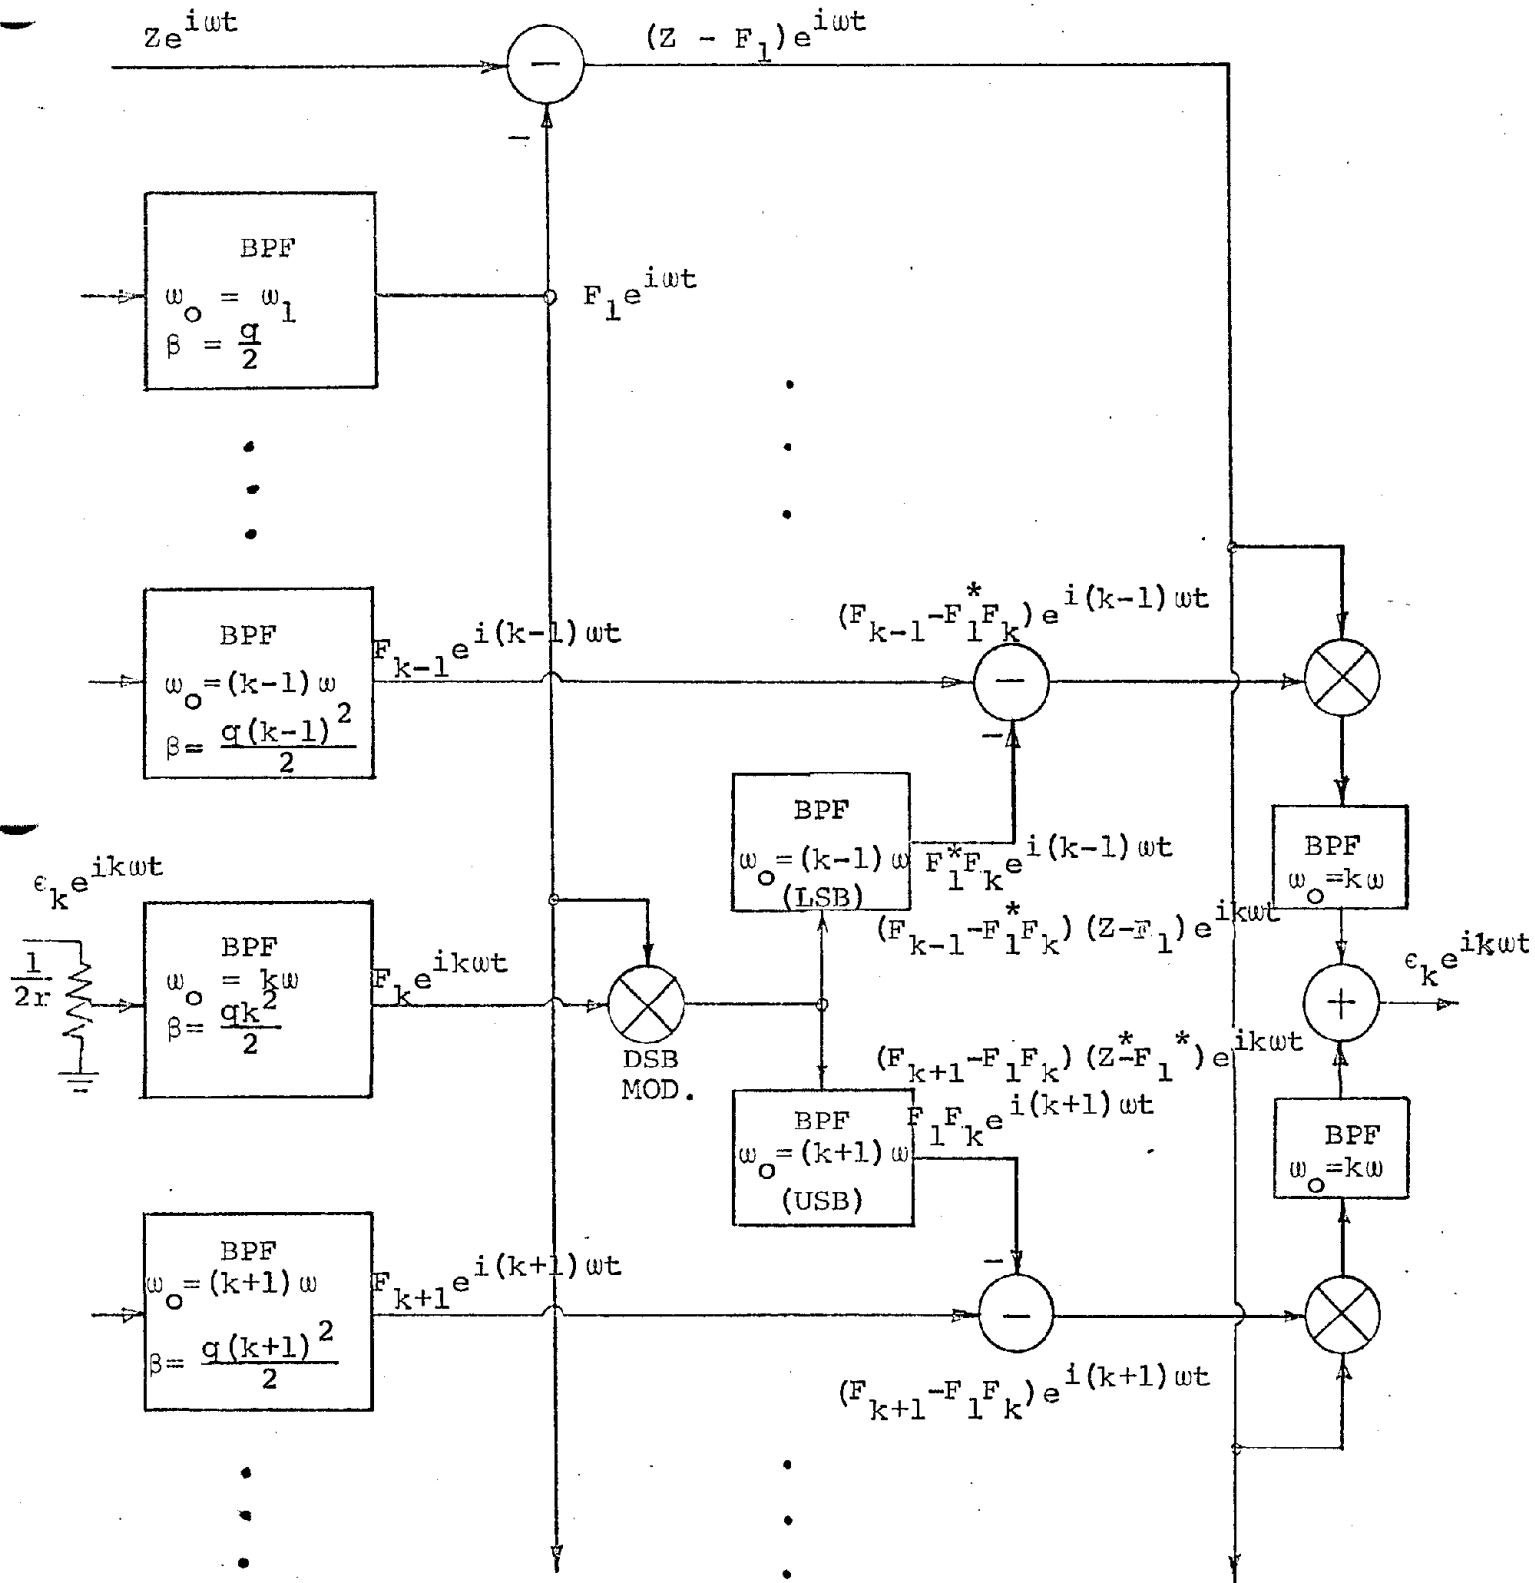 Ze^{iωt}
(Z - F_1)e^{iωt}
−
−
BPF
ω_o = ω_1
β = q/2
F_1e^{iωt}
BPF
ω_o=(k-1)ω
β= q(k-1)^2/2
F_{k-1}e^{i(k-1)ωt}
(F_{k-1}-F_1^*F_k)e^{i(k-1)ωt}
−
−
BPF
ω_o=(k-1)ω
(LSB)
F_1^*F_ke^{i(k-1)ωt}
BPF
ω_o=kω
(F_{k-1}-F_1^*F_k)(Z-F_1)e^{ikωt}
ϵ_ke^{ikωt}
1/2r
BPF
ω_o = kω
β= qk^2/2
F_ke^{ikωt}
DSB
MOD.
+
ϵ_ke^{ikωt}
(F_{k+1}-F_1F_k)(Z^*-F_1^*)e^{ikωt}
BPF
ω_o=(k+1)ω
(USB)
F_1F_ke^{i(k+1)ωt}
BPF
ω_o=kω
BPF
ω_o=(k+1)ω
β= q(k+1)^2/2
F_{k+1}e^{i(k+1)ωt}
−
−
(F_{k+1}-F_1F_k)e^{i(k+1)ωt}